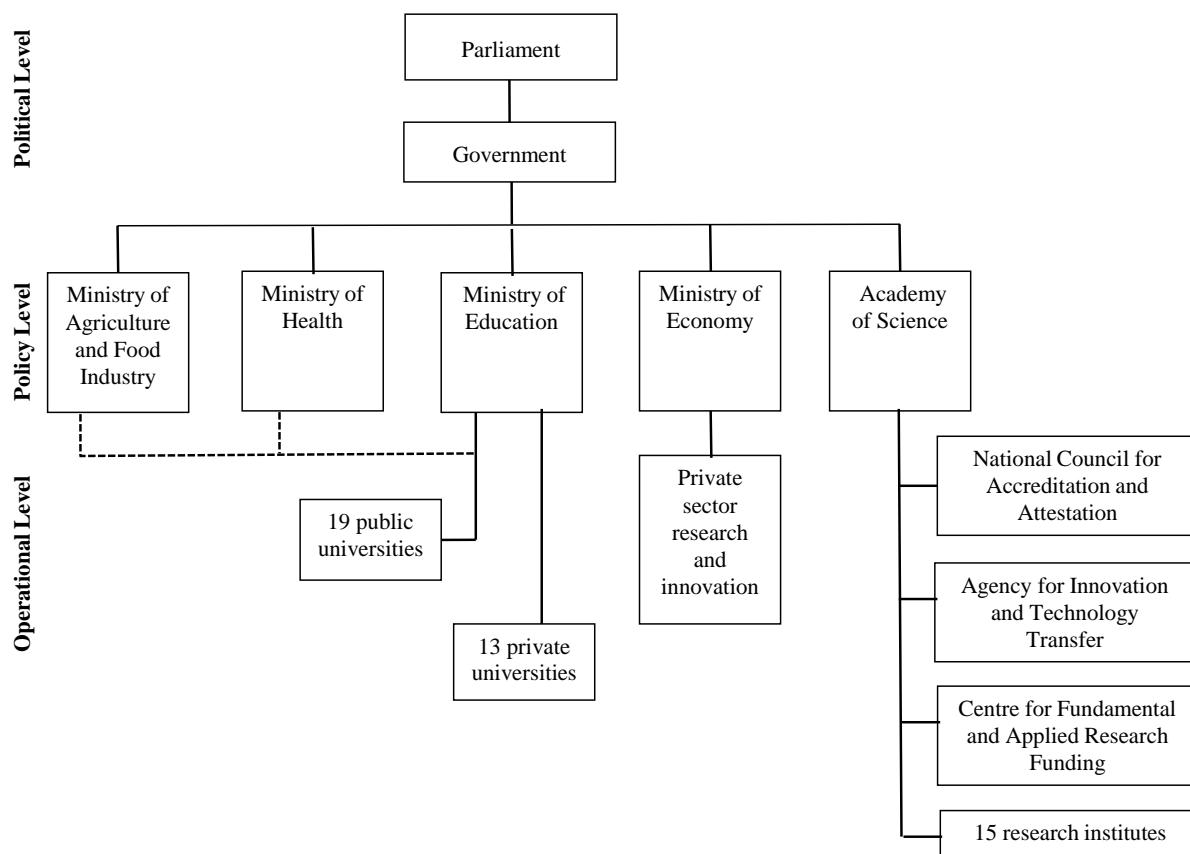 Political Level
Parliament
Government
Policy Level
Ministry of
Agriculture
and Food
Industry
Ministry of
Health
Ministry of
Education
Ministry of
Economy
Academy
of Science
Operational Level
19 public
universities
13 private
universities
Private
sector
research
and
innovation
National Council for
Accreditation and
Attestation
Agency for Innovation
and Technology
Transfer
Centre for Fundamental
and Applied Research
Funding
15 research institutes